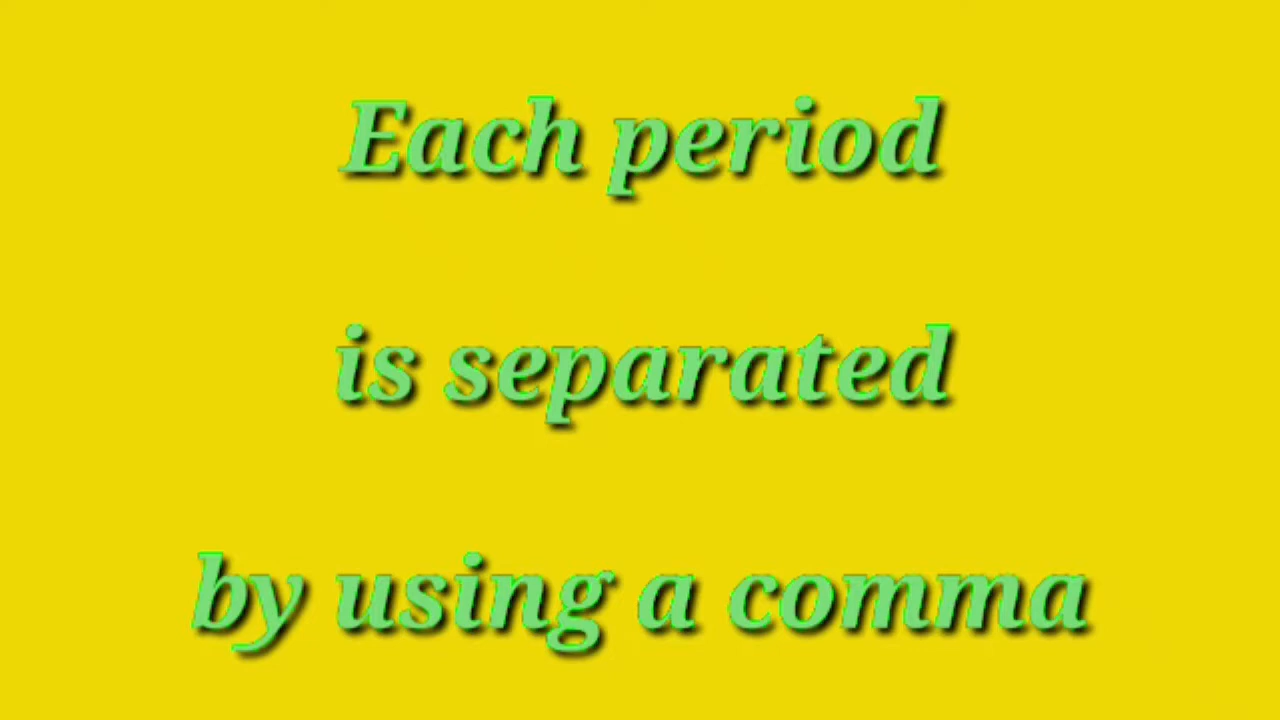 Each period
is separated
by using a comma